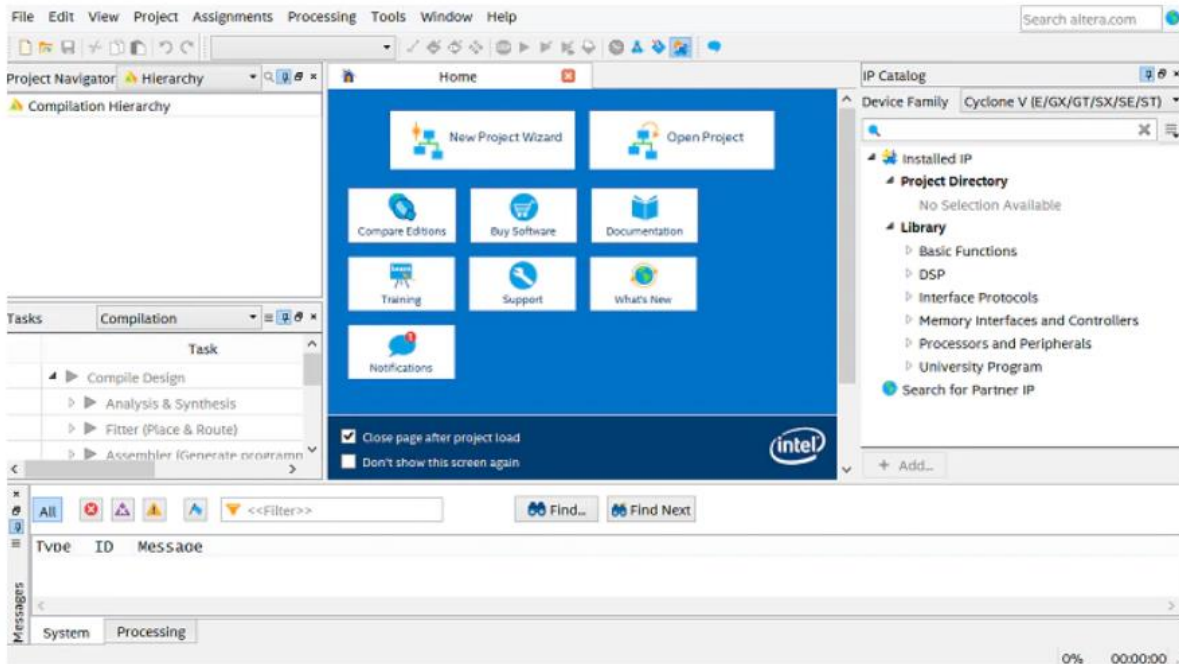 File Edit View Project Assignments Processing Tools Window Help
Search altera.com
Project Navigator Hierarchy
Compilation Hierarchy
Tasks Compilation
Task
Compile Design
Analysis & Synthesis
Fitter (Place & Route)
Assembler (Generate programn
Home
New Project Wizard
Open Project
Compare Editions
Buy Software
Documentation
Learn
Training
Support
What's New
1
Notifications
Close page after project load
Don't show this screen again
intel
IP Catalog
Device Family Cyclone V (E/GX/GT/SX/SE/ST)
Installed IP
Project Directory
No Selection Available
Library
Basic Functions
DSP
Interface Protocols
Memory Interfaces and Controllers
Processors and Peripherals
University Program
Search for Partner IP
+ Add...
All <<Filter>> Find... Find Next
Type ID Message
Messages
System Processing
0% 00:00:00